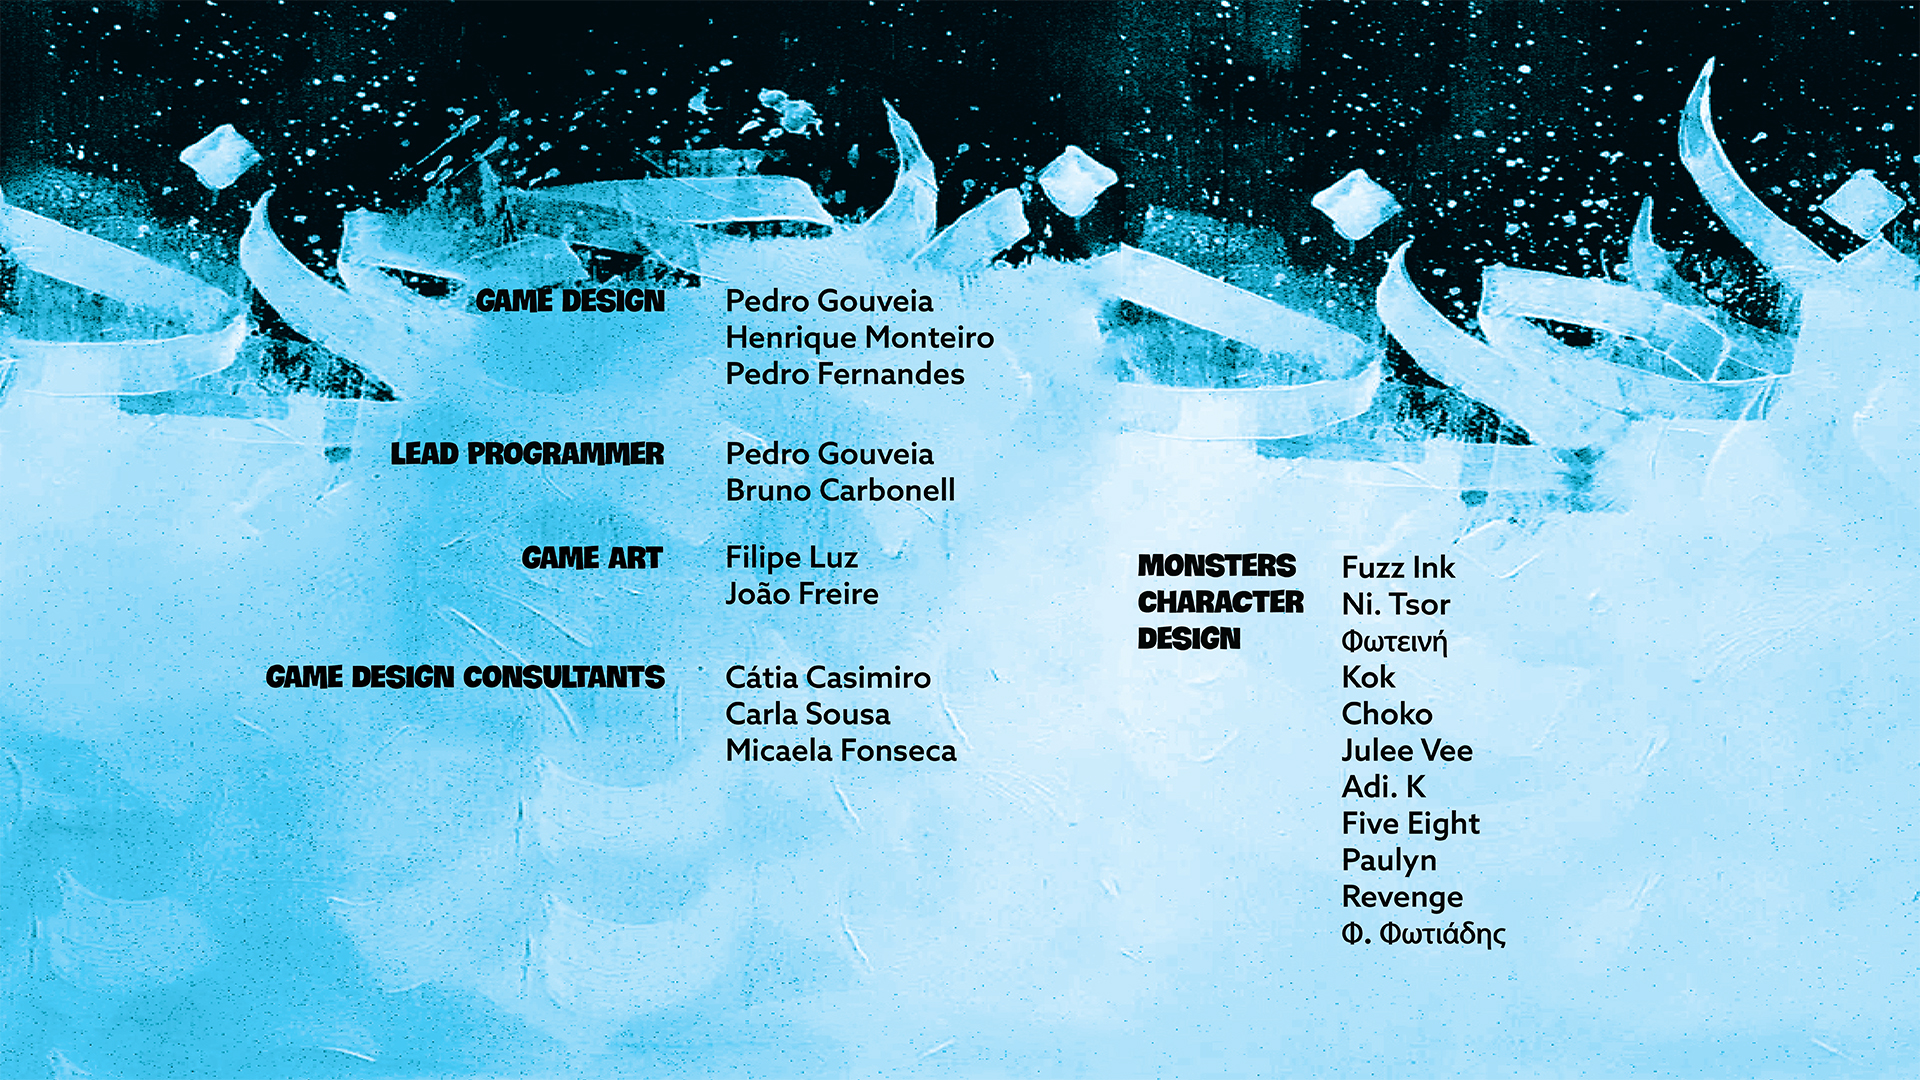 GAME DESIGN Pedro Gouveia
Henrique Monteiro
Pedro Fernandes
LEAD PROGRAMMER Pedro Gouveia
Bruno Carbonell
GAME ART Filipe Luz
João Freire
GAME DESIGN CONSULTANTS Cátia Casimiro
Carla Sousa
Micaela Fonseca
MONSTERS Fuzz Ink
CHARACTER Ni. Tsor
DESIGN Φωτεινή
Kok
Choko
Julee Vee
Adi. K
Five Eight
Paulyn
Revenge
Φ. Φωτιάδης